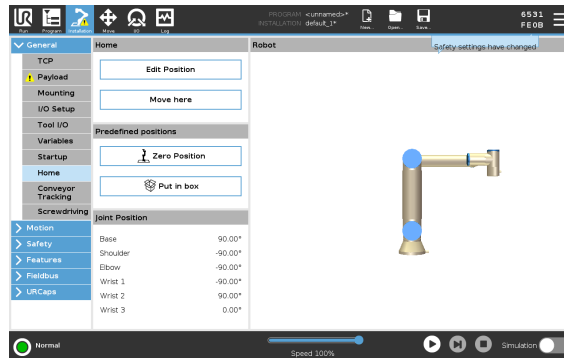 Run
Program
Installation
Move
I/O
Log
PROGRAM <unnamed>*
INSTALLATION default_1*
New...
Open...
Save...
6531
FE0B
General
TCP
Payload
Mounting
I/O Setup
Tool I/O
Variables
Startup
Home
Conveyor
Tracking
Screwdriving
Motion
Safety
Features
Fieldbus
URCaps
Home
Edit Position
Move here
Predefined positions
Zero Position
Put in box
Joint Position
Base 90.00°
Shoulder -90.00°
Elbow -90.00°
Wrist 1 -90.00°
Wrist 2 90.00°
Wrist 3 0.00°
Robot
Safety settings have changed
Normal
Speed 100%
Simulation